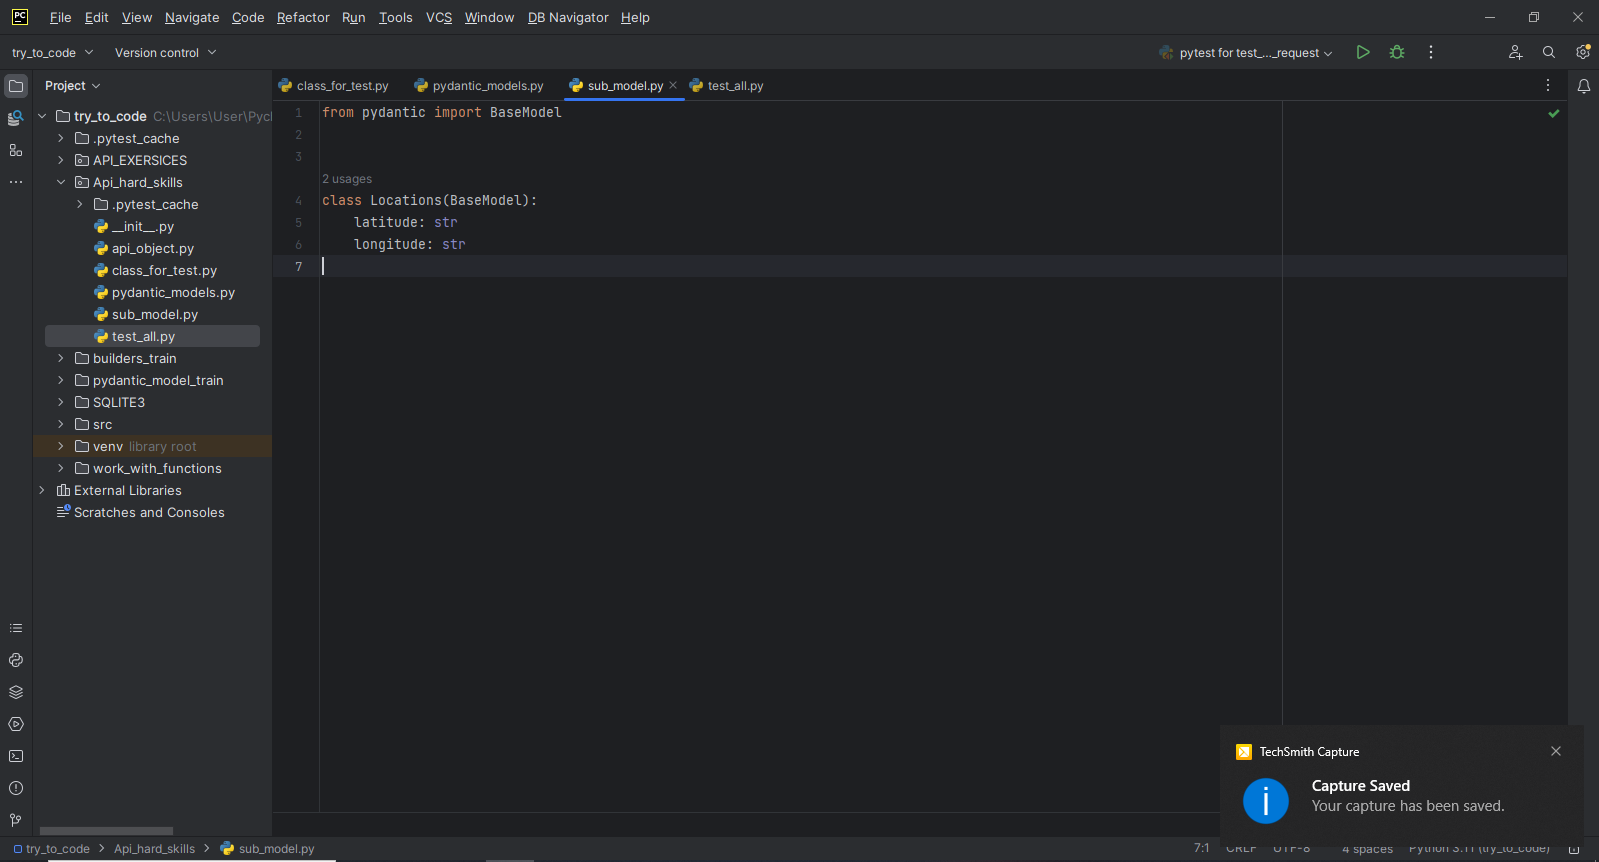 PC
File Edit View Navigate Code Refactor Run Tools VCS Window DB Navigator Help
try_to_code Version control pytest for test_..._request
Project
class_for_test.py pydantic_models.py sub_model.py test_all.py
try_to_code C:\Users\User\Pycl
.pytest_cache
API_EXERSICES
Api_hard_skills
.pytest_cache
__init__.py
api_object.py
class_for_test.py
pydantic_models.py
sub_model.py
test_all.py
builders_train
pydantic_model_train
SQLITE3
src
venv library root
work_with_functions
External Libraries
Scratches and Consoles
1 from pydantic import BaseModel
2
3
2 usages
4 class Locations(BaseModel):
5 latitude: str
6 longitude: str
7
TechSmith Capture
Capture Saved
Your capture has been saved.
try_to_code Api_hard_skills sub_model.py 7:1 CRLF UTF-8 4 spaces Python 3.11 (try_to_code)